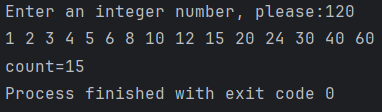 Enter an integer number, please:120
1 2 3 4 5 6 8 10 12 15 20 24 30 40 60
count=15
Process finished with exit code 0